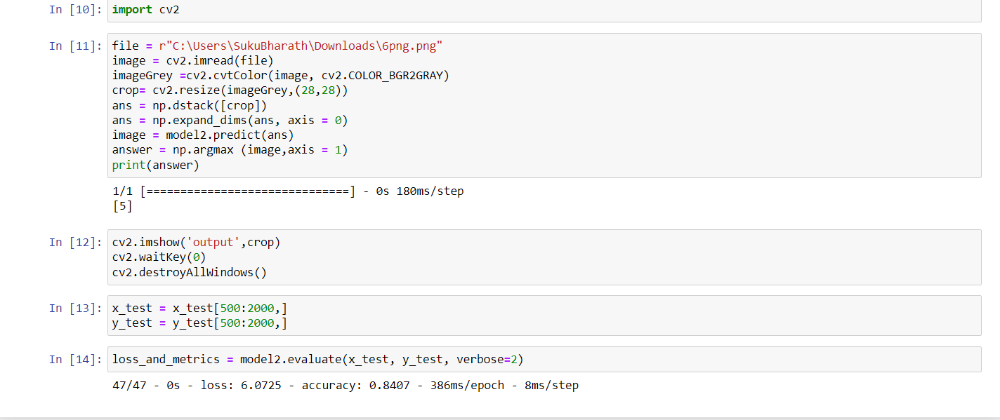 In [10]: import cv2
In [11]: file = r"C:\Users\SukuBharath\Downloads\6png.png"
image = cv2.imread(file)
imageGrey =cv2.cvtColor(image, cv2.COLOR_BGR2GRAY)
crop= cv2.resize(imageGrey,(28,28))
ans = np.dstack([crop])
ans = np.expand_dims(ans, axis = 0)
image = model2.predict(ans)
answer = np.argmax (image,axis = 1)
print(answer)
1/1 [==============================] - 0s 180ms/step
[5]
In [12]: cv2.imshow('output',crop)
cv2.waitKey(0)
cv2.destroyAllWindows()
In [13]: x_test = x_test[500:2000,]
y_test = y_test[500:2000,]
In [14]: loss_and_metrics = model2.evaluate(x_test, y_test, verbose=2)
47/47 - 0s - loss: 6.0725 - accuracy: 0.8407 - 386ms/epoch - 8ms/step